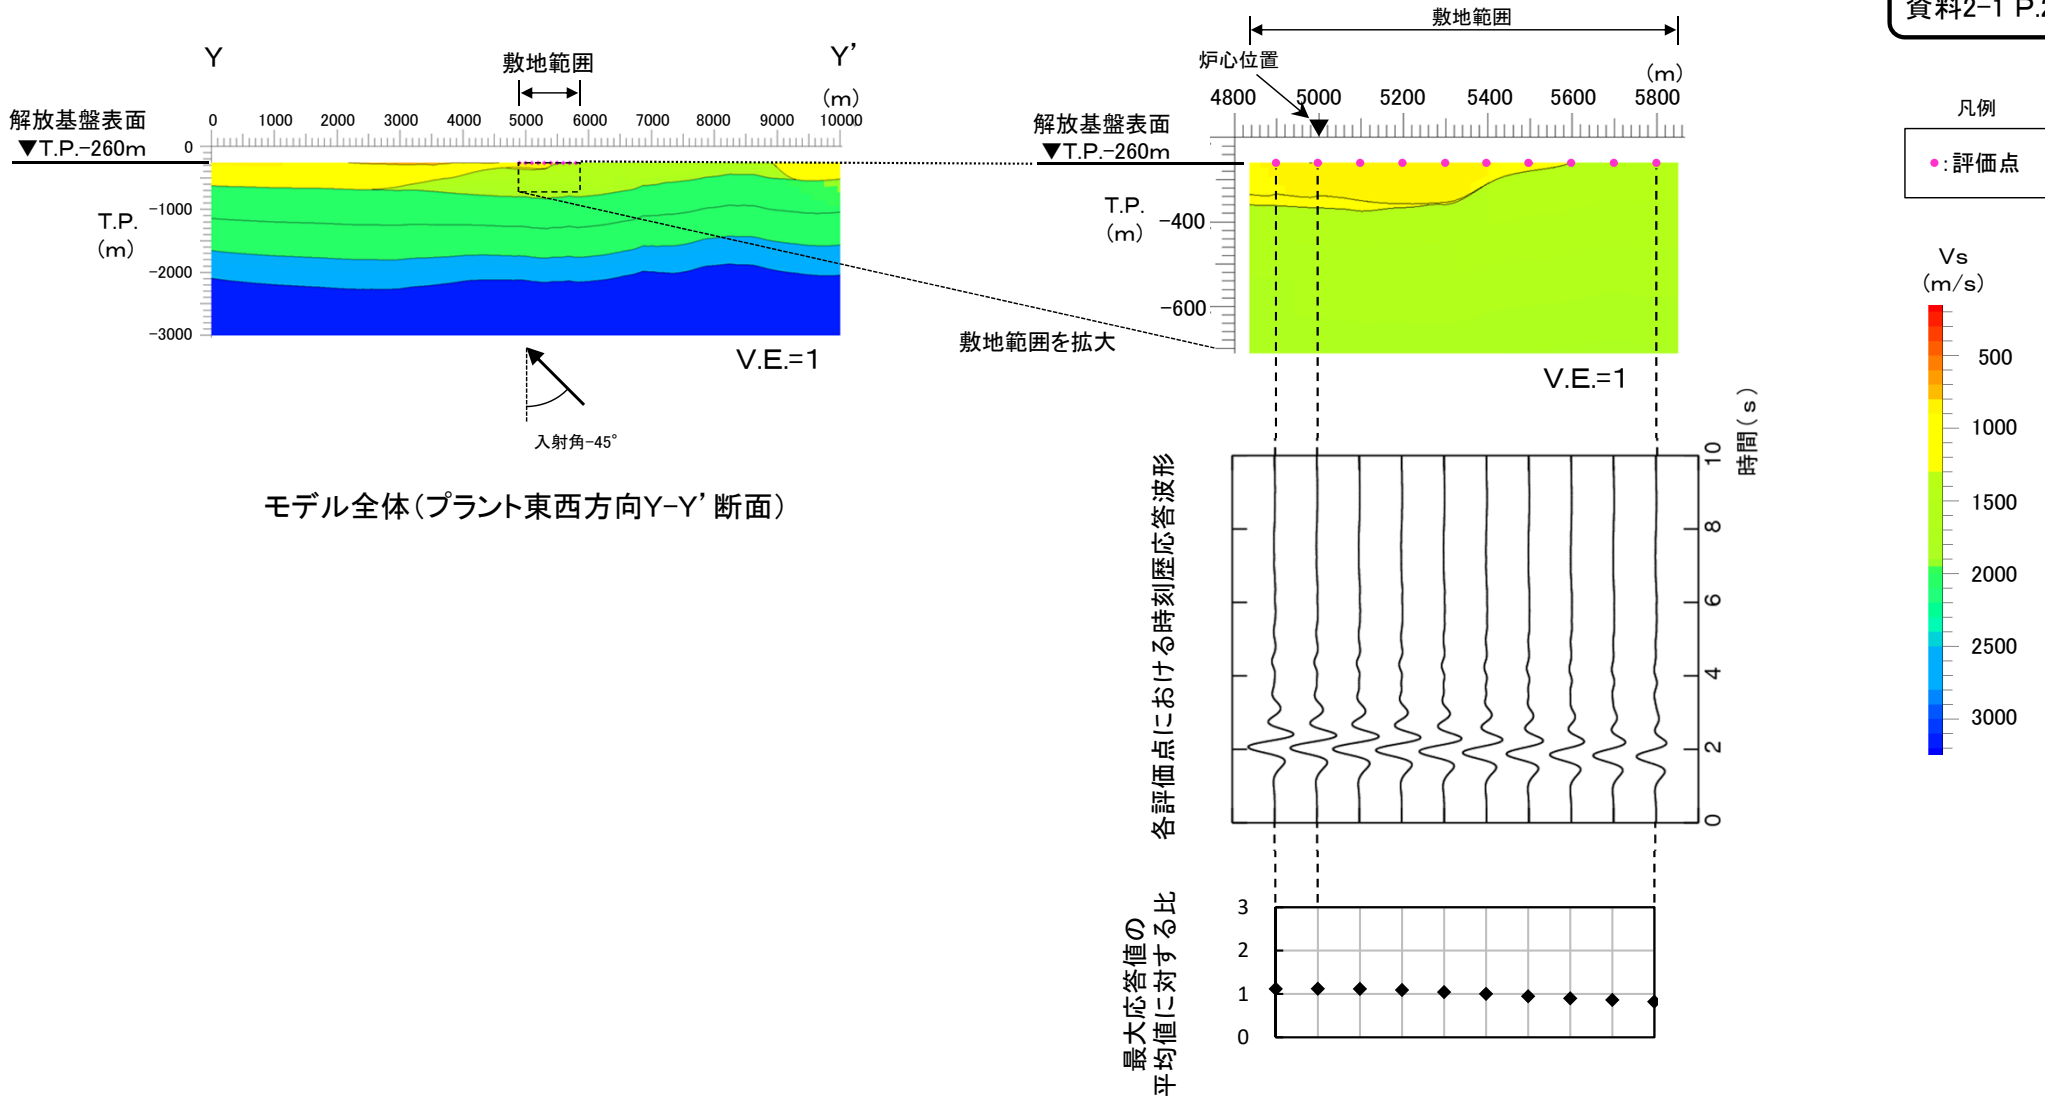 資料2-1 P.2
Y
Y’
敷地範囲
(m)
解放基盤表面
▼T.P.-260m
0 1000 2000 3000 4000 5000 6000 7000 8000 9000 10000
0
-1000
-2000
-3000
T.P.
(m)
V.E.=1
入射角-45°
モデル全体(プラント東西方向Y-Y’断面)
敷地範囲
炉心位置
(m)
4800 5000 5200 5400 5600 5800
解放基盤表面
▼T.P.-260m
T.P.
(m)
-400
-600
敷地範囲を拡大
V.E.=1
凡例
●:評価点
Vs
(m/s)
500
1000
1500
2000
2500
3000
各評価点における時刻歴応答波形
時間(s)
10
8
6
4
2
0
最大応答値の
平均値に対する比
3
2
1
0